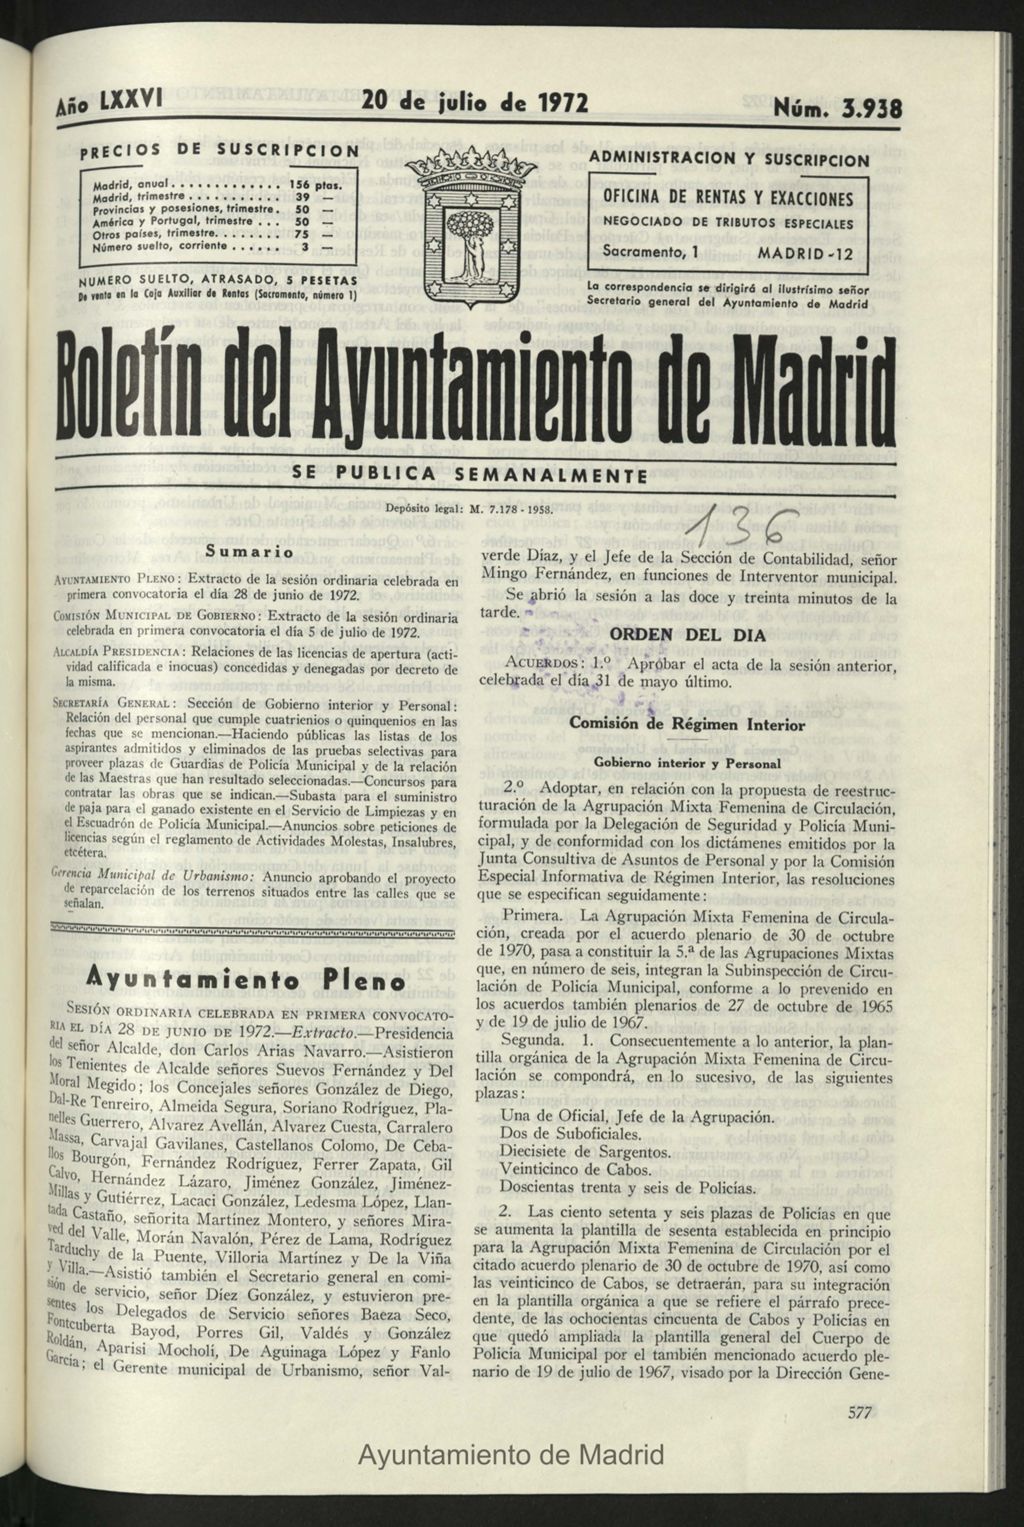 Año LXXVI 20 de julio de 1972 Núm. 3.938
PRECIOS DE SUSCRIPCION
Madrid, anual............. 156 ptas.
Madrid, trimestre........... 39 —
Provincias y posesiones, trimestre. 50 —
América y Portugal, trimestre ... 50 —
Otros países, trimestre........ 75 —
Número suelto, corriente ...... 3 —
NUMERO SUELTO, ATRASADO, 5 PESETAS
De venta en la Caja Auxiliar de Rentas (Sacramento, número 1)
ADMINISTRACION Y SUSCRIPCION
OFICINA DE RENTAS Y EXACCIONES
NEGOCIADO DE TRIBUTOS ESPECIALES
Sacramento, 1 MADRID-12
La correspondencia se dirigirá al ilustrísimo señor
Secretario general del Ayuntamiento de Madrid
Boletín del Ayuntamiento de Madrid
SE PUBLICA SEMANALMENTE
Depósito legal: M. 7.178 - 1958.
136
Sumario
AYUNTAMIENTO PLENO: Extracto de la sesión ordinaria celebrada en
primera convocatoria el día 28 de junio de 1972.
COMISIÓN MUNICIPAL DE GOBIERNO: Extracto de la sesión ordinaria
celebrada en primera convocatoria el día 5 de julio de 1972.
ALCALDÍA PRESIDENCIA: Relaciones de las licencias de apertura (acti-
vidad calificada e inocuas) concedidas y denegadas por decreto de
la misma.
SECRETARÍA GENERAL: Sección de Gobierno interior y Personal:
Relación del personal que cumple cuatrienios o quinquenios en las
fechas que se mencionan.—Haciendo públicas las listas de los
aspirantes admitidos y eliminados de las pruebas selectivas para
proveer plazas de Guardias de Policía Municipal y de la relación
de las Maestras que han resultado seleccionadas.—Concursos para
contratar las obras que se indican.—Subasta para el suministro
de paja para el ganado existente en el Servicio de Limpiezas y en
el Escuadrón de Policía Municipal.—Anuncios sobre peticiones de
licencias según el reglamento de Actividades Molestas, Insalubres,
etcétera.
Gerencia Municipal de Urbanismo: Anuncio aprobando el proyecto
de reparcelación de los terrenos situados entre las calles que se
señalan.
Ayuntamiento Pleno
SESIÓN ORDINARIA CELEBRADA EN PRIMERA CONVOCATO-
RIA EL DÍA 28 DE JUNIO DE 1972.—Extracto.—Presidencia
del señor Alcalde, don Carlos Arias Navarro.—Asistieron
los Tenientes de Alcalde señores Suevos Fernández y Del
Moral Megido; los Concejales señores González de Diego,
Dal-Re Tenreiro, Almeida Segura, Soriano Rodríguez, Pla-
nelles Guerrero, Alvarez Avellán, Alvarez Cuesta, Carralero
Massa, Carvajal Gavilanes, Castellanos Colomo, De Ceba-
llos Bourgón, Fernández Rodríguez, Ferrer Zapata, Gil
Calvo, Hernández Lázaro, Jiménez González, Jiménez-
Millas y Gutiérrez, Lacaci González, Ledesma López, Llan-
tada Castaño, señorita Martínez Montero, y señores Mira-
ved del Valle, Morán Navalón, Pérez de Lama, Rodríguez
Tarduchy de la Puente, Villoria Martínez y De la Viña
y Villa.—Asistió también el Secretario general en comi-
sión de servicio, señor Díez González, y estuvieron pre-
sentes los Delegados de Servicio señores Baeza Seco,
Fontcuberta Bayod, Porres Gil, Valdés y González
Roldán, Aparisi Mocholí, De Aguinaga López y Fanlo
García; el Gerente municipal de Urbanismo, señor Val-
verde Díaz, y el Jefe de la Sección de Contabilidad, señor
Mingo Fernández, en funciones de Interventor municipal.
Se abrió la sesión a las doce y treinta minutos de la
tarde.
ORDEN DEL DIA
ACUERDOS: 1.º Aprobar el acta de la sesión anterior,
celebrada el día 31 de mayo último.
Comisión de Régimen Interior
Gobierno interior y Personal
2.º Adoptar, en relación con la propuesta de reestruc-
turación de la Agrupación Mixta Femenina de Circulación,
formulada por la Delegación de Seguridad y Policía Muni-
cipal, y de conformidad con los dictámenes emitidos por la
Junta Consultiva de Asuntos de Personal y por la Comisión
Especial Informativa de Régimen Interior, las resoluciones
que se especifican seguidamente:
Primera. La Agrupación Mixta Femenina de Circula-
ción, creada por el acuerdo plenario de 30 de octubre
de 1970, pasa a constituir la 5.ª de las Agrupaciones Mixtas
que, en número de seis, integran la Subinspección de Circu-
lación de Policía Municipal, conforme a lo prevenido en
los acuerdos también plenarios de 27 de octubre de 1965
y de 19 de julio de 1967.
Segunda. 1. Consecuentemente a lo anterior, la plan-
tilla orgánica de la Agrupación Mixta Femenina de Circu-
lación se compondrá, en lo sucesivo, de las siguientes
plazas:
Una de Oficial, Jefe de la Agrupación.
Dos de Suboficiales.
Diecisiete de Sargentos.
Veinticinco de Cabos.
Doscientas trenta y seis de Policías.
2. Las ciento setenta y seis plazas de Policías en que
se aumenta la plantilla de sesenta establecida en principio
para la Agrupación Mixta Femenina de Circulación por el
citado acuerdo plenario de 30 de octubre de 1970, así como
las veinticinco de Cabos, se detraerán, para su integración
en la plantilla orgánica a que se refiere el párrafo prece-
dente, de las ochocientas cincuenta de Cabos y Policías en
que quedó ampliada la plantilla general del Cuerpo de
Policía Municipal por el también mencionado acuerdo ple-
nario de 19 de julio de 1967, visado por la Dirección Gene-
577
Ayuntamiento de Madrid